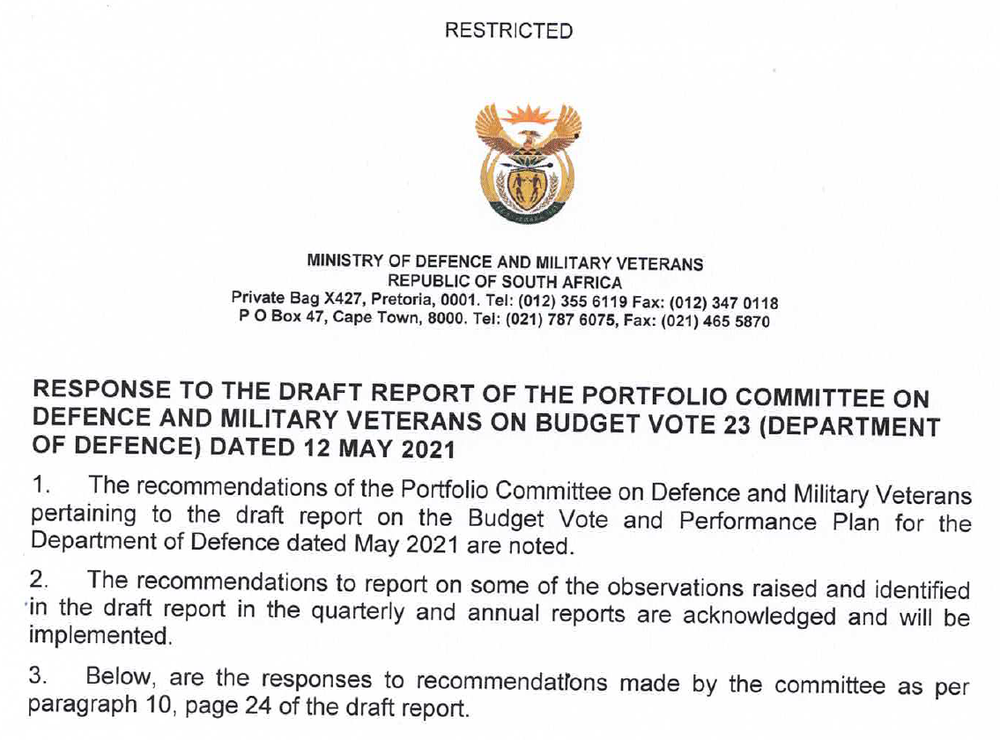 RESTRICTED
MINISTRY OF DEFENCE AND MILITARY VETERANS
REPUBLIC OF SOUTH AFRICA
Private Bag X427, Pretoria, 0001. Tel: (012) 355 6119 Fax: (012) 347 0118
P O Box 47, Cape Town, 8000. Tel: (021) 787 6075, Fax: (021) 465 5870
RESPONSE TO THE DRAFT REPORT OF THE PORTFOLIO COMMITTEE ON
DEFENCE AND MILITARY VETERANS ON BUDGET VOTE 23 (DEPARTMENT
OF DEFENCE) DATED 12 MAY 2021
1. The recommendations of the Portfolio Committee on Defence and Military Veterans
pertaining to the draft report on the Budget Vote and Performance Plan for the
Department of Defence dated May 2021 are noted.
2. The recommendations to report on some of the observations raised and identified
in the draft report in the quarterly and annual reports are acknowledged and will be
implemented.
3. Below, are the responses to recommendations made by the committee as per
paragraph 10, page 24 of the draft report.